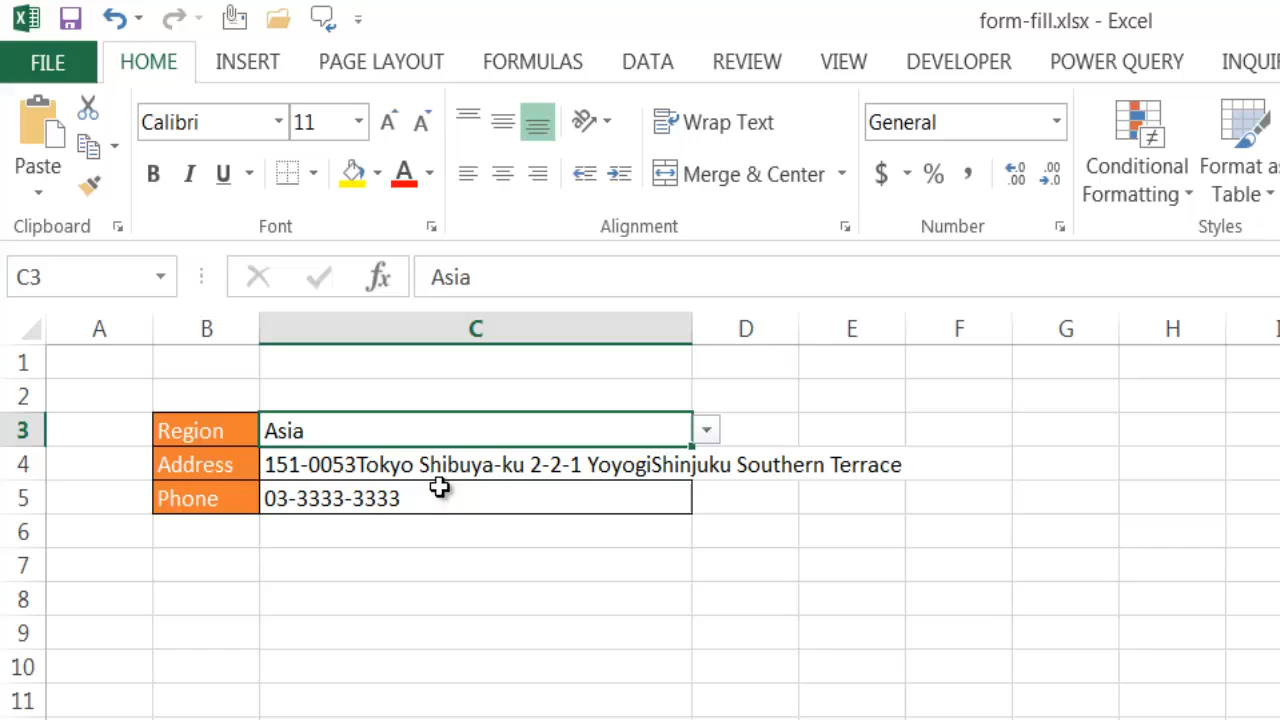 form-fill.xlsx - Excel
FILE HOME INSERT PAGE LAYOUT FORMULAS DATA REVIEW VIEW DEVELOPER POWER QUERY INQUI
Calibri 11 Wrap Text General
Paste B I U A Merge & Center $ % , Conditional Formatting Format as Table
Clipboard Font Alignment Number Styles
C3 fx Asia
A B C D E F G H
1
2
3 Region Asia
4 Address 151-0053Tokyo Shibuya-ku 2-2-1 YoyogiShinjuku Southern Terrace
5 Phone 03-3333-3333
6
7
8
9
10
11